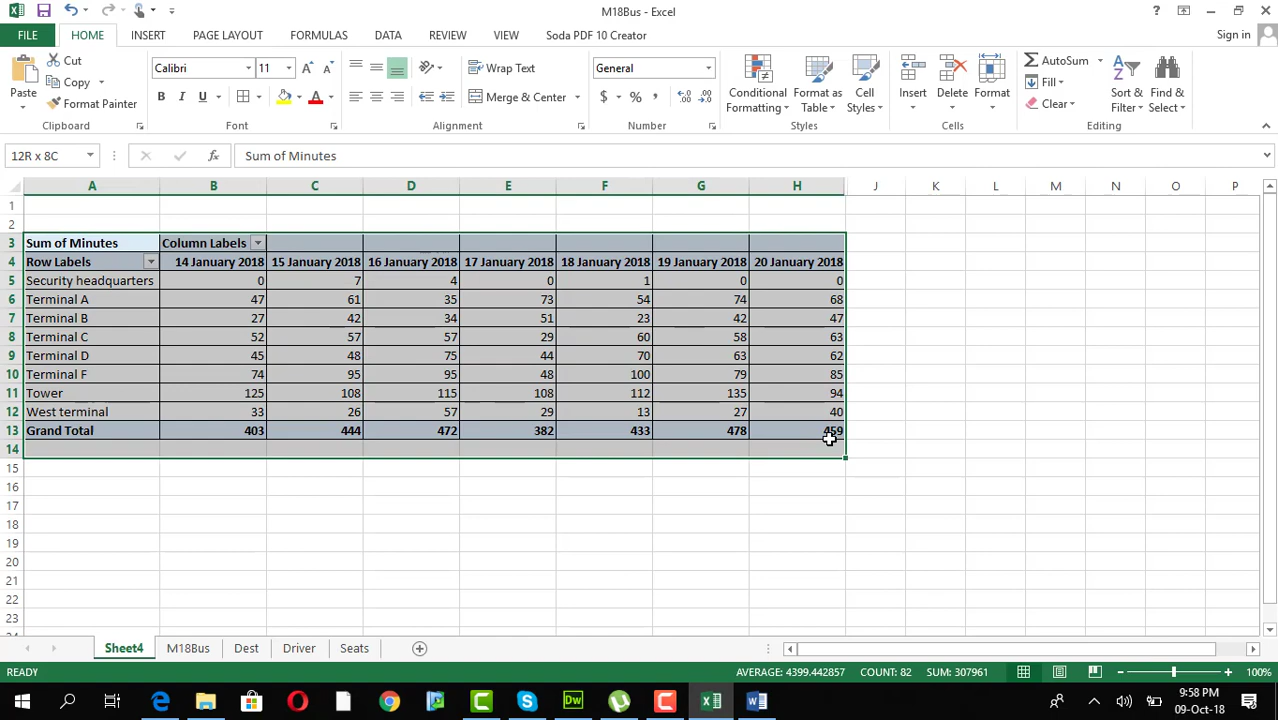 M18Bus - Excel
?
FILE HOME INSERT PAGE LAYOUT FORMULAS DATA REVIEW VIEW Soda PDF 10 Creator Sign in
Paste
Cut
Copy
Format Painter
Clipboard
Calibri 11
B I U A
Font
Wrap Text
Merge & Center
Alignment
General
$ % ,
Number
Conditional Formatting
Format as Table
Cell Styles
Styles
Insert Delete Format
Cells
AutoSum
Fill
Clear
Sort & Filter
Find & Select
Editing
12R x 8C fx Sum of Minutes
A B C D E F G H J K L M N O P
1
2
3 Sum of Minutes Column Labels
4 Row Labels 14 January 2018 15 January 2018 16 January 2018 17 January 2018 18 January 2018 19 January 2018 20 January 2018
5 Security headquarters 0 7 4 0 1 0 0
6 Terminal A 47 61 35 73 54 74 68
7 Terminal B 27 42 34 51 23 42 47
8 Terminal C 52 57 57 29 60 58 63
9 Terminal D 45 48 75 44 70 63 62
10 Terminal F 74 95 95 48 100 79 85
11 Tower 125 108 115 108 112 135 94
12 West terminal 33 26 57 29 13 27 40
13 Grand Total 403 444 472 382 433 478 459
14
15
16
17
18
19
20
21
22
23
Sheet4 M18Bus Dest Driver Seats
READY AVERAGE: 4399.442857 COUNT: 82 SUM: 307961 100%
9:58 PM
09-Oct-18